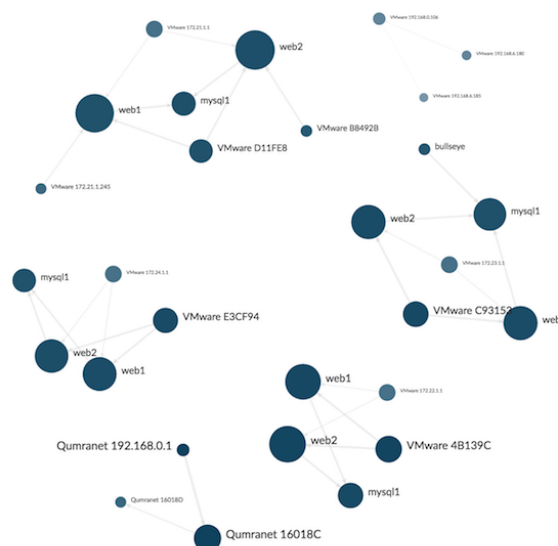 VMware 172.21.1.1
web2
web1
mysql1
VMware B8492B
VMware D11FE8
VMware 172.21.1.245
VMware 192.168.0.106
VMware 192.168.6.180
VMware 192.168.6.185
bullseye
web2
mysql1
VMware 172.23.1.1
VMware C93153
web
mysql1
VMware 172.24.1.1
VMware E3CF94
web2
web1
web1
VMware 172.22.1.1
web2
VMware 4B139C
mysql1
Qumranet 192.168.0.1
Qumranet 16018D
Qumranet 16018C